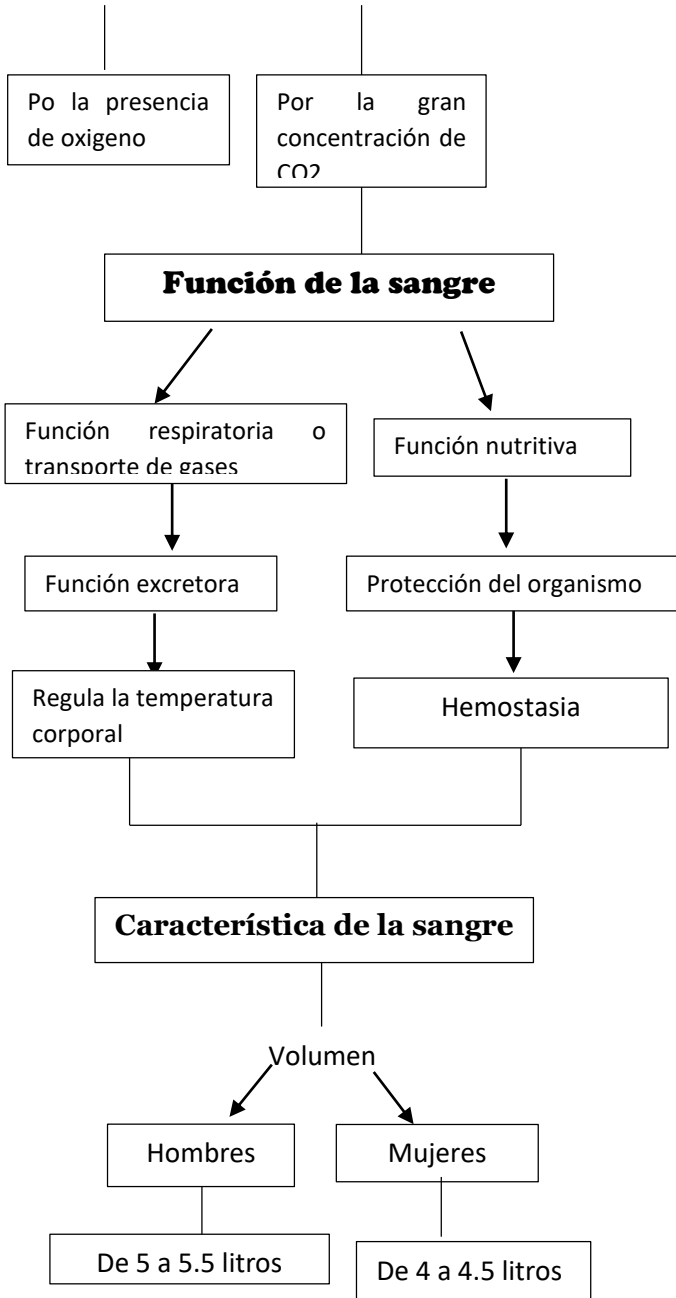 Po la presencia
de oxigeno
Por la gran
concentración de
CO2
Función de la sangre
Función respiratoria o
transporte de gases
Función nutritiva
Función excretora
Protección del organismo
Regula la temperatura
corporal
Hemostasia
Característica de la sangre
Volumen
Hombres
Mujeres
De 5 a 5.5 litros
De 4 a 4.5 litros